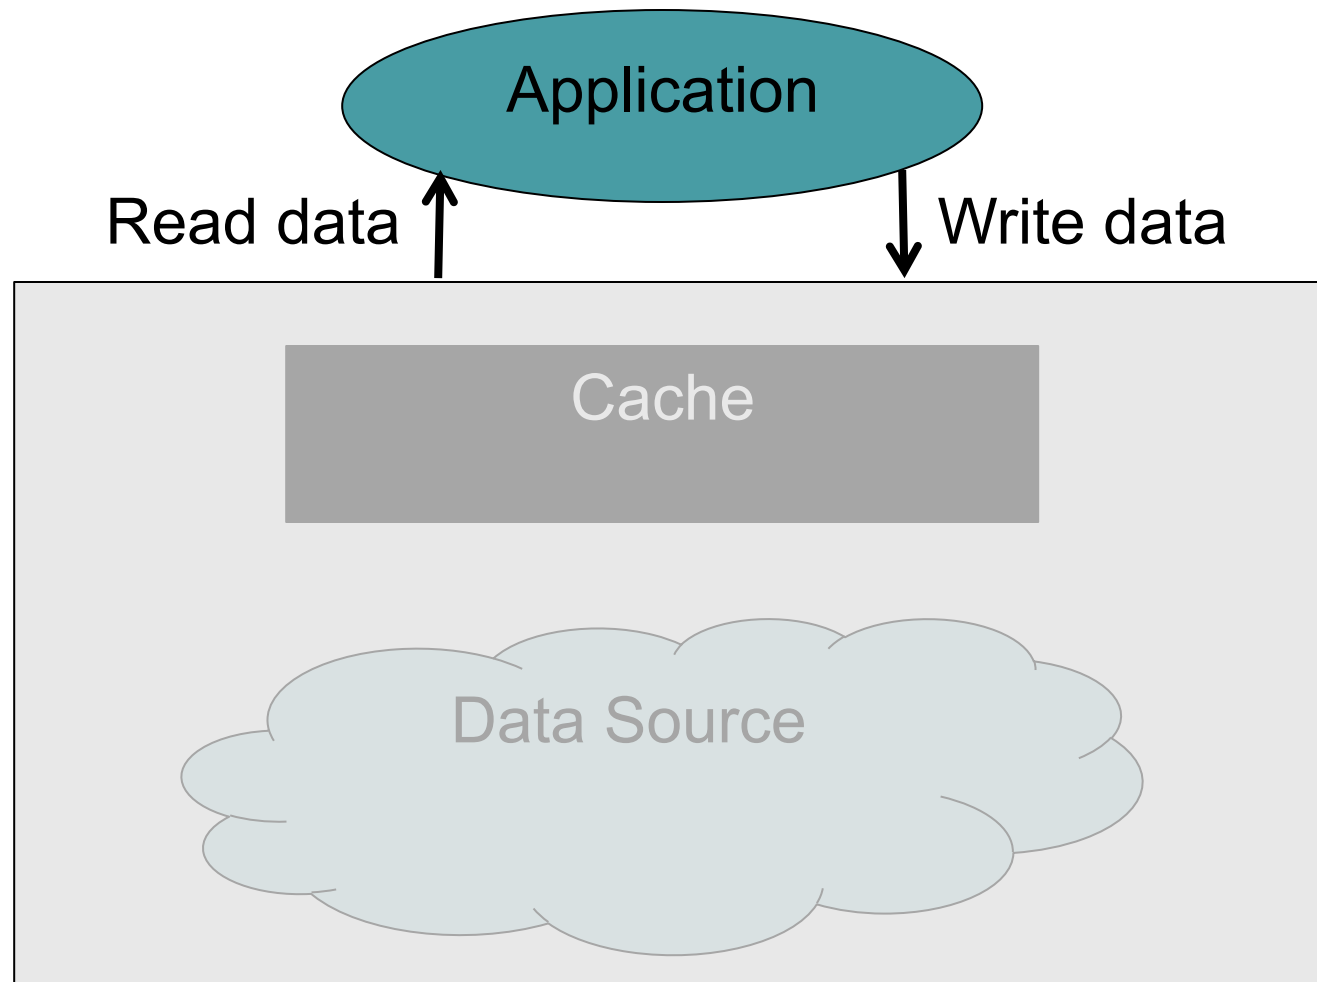 Application
Read data
Write data
Cache
Data Source